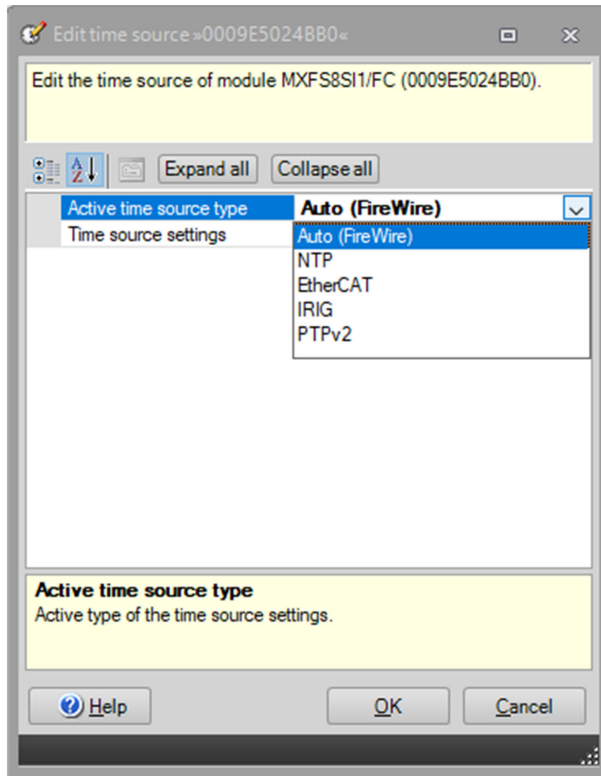 Edit time source »0009E5024BB0«
Edit the time source of module MXFS8SI1/FC (0009E5024BB0).
Expand all
Collapse all
Active time source type
Auto (FireWire)
Time source settings
Auto (FireWire)
NTP
EtherCAT
IRIG
PTPv2
Active time source type
Active type of the time source settings.
Help
OK
Cancel